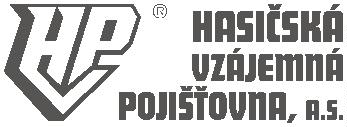 HP ®
HASIČSKÁ
VZÁJEMNÁ
POJIŠŤOVNA, A.S.